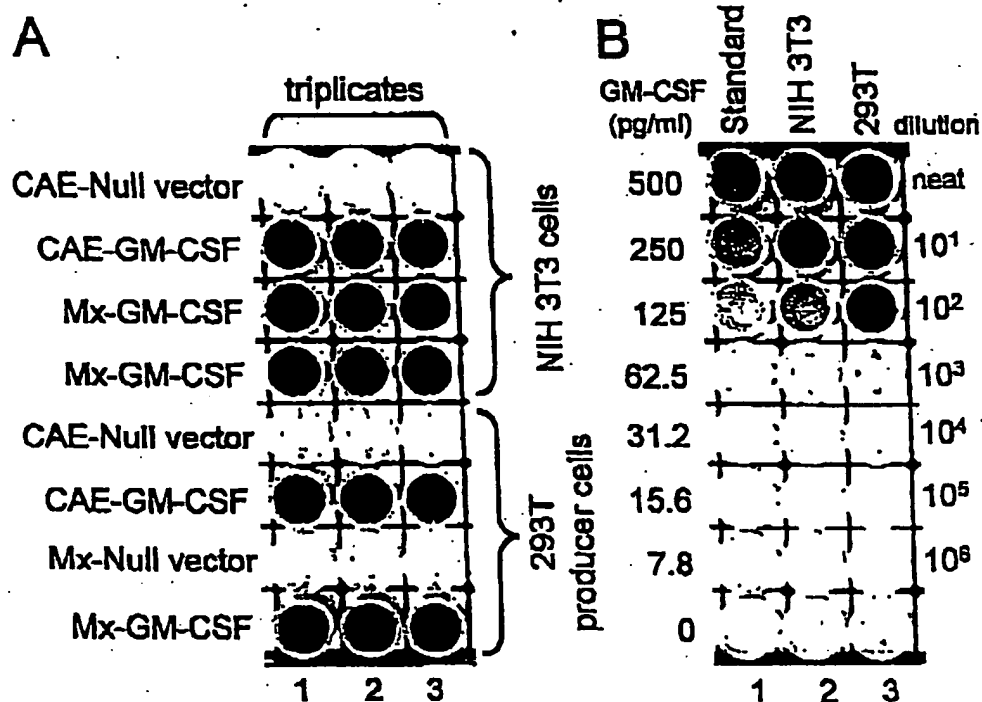 A
triplicates
CAE-Null vector
CAE-GM-CSF
Mx-GM-CSF
Mx-GM-CSF
CAE-Null vector
CAE-GM-CSF
Mx-Null vector
Mx-GM-CSF
NIH 3T3 cells
293T
producer cells
1 2 3
B
GM-CSF
(pg/ml)
Standard
NIH 3T3
293T
dilution
500 neat
250 10¹
125 10²
62.5 10³
31.2 10⁴
15.6 10⁵
7.8 10⁶
0
1 2 3